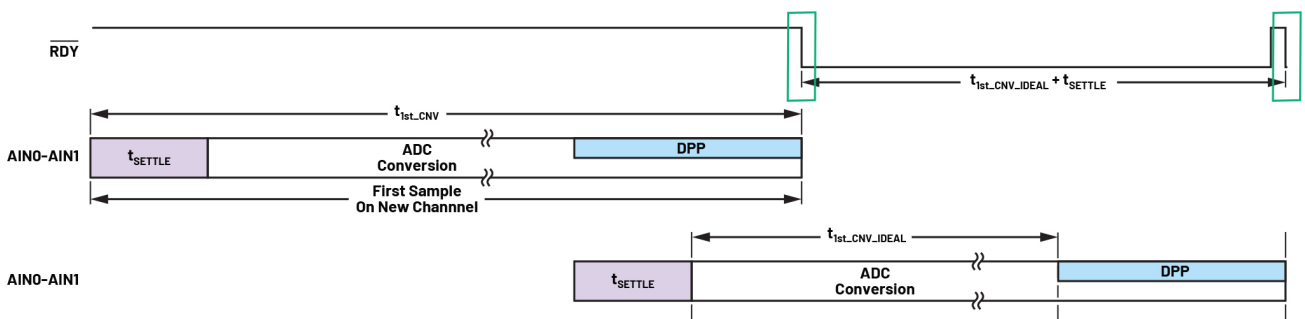 RDY
t1st_CNV_IDEAL + tSETTLE
t1st_CNV
AIN0-AIN1
tSETTLE
ADC
Conversion
DPP
First Sample
On New Channnel
t1st_CNV_IDEAL
AIN0-AIN1
tSETTLE
ADC
Conversion
DPP